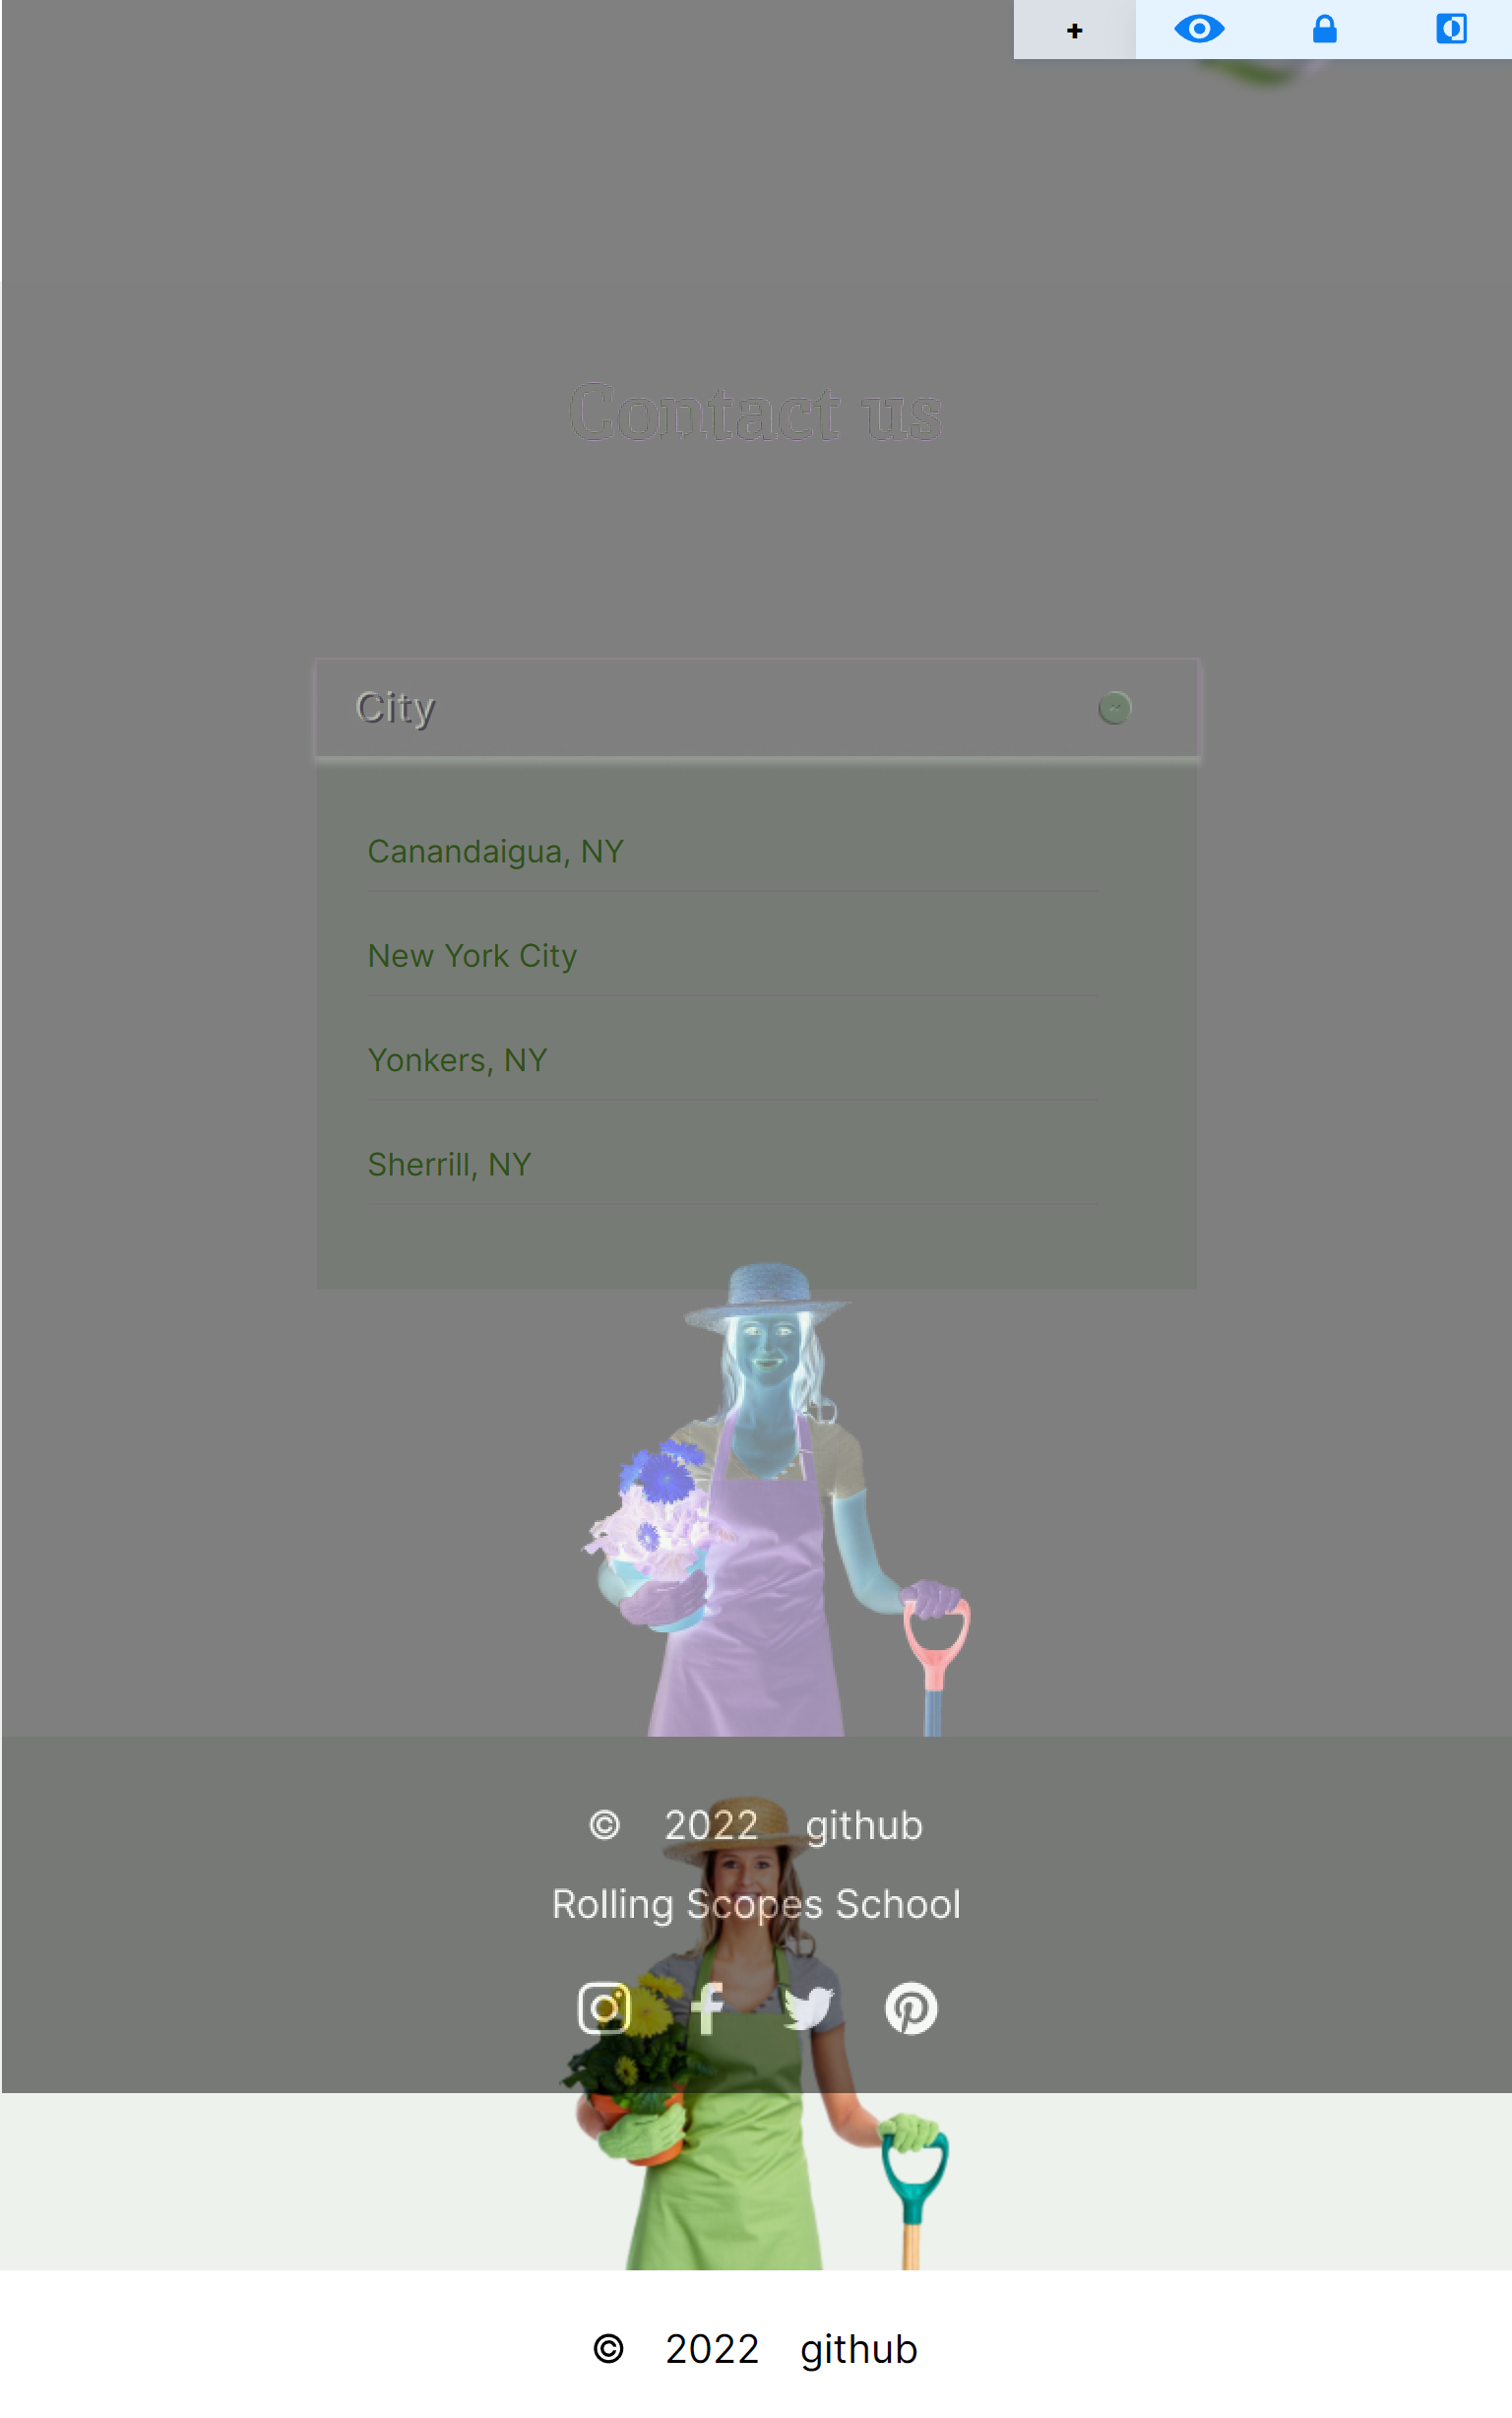 +
Contact us
City
Canandaigua, NY
New York City
Yonkers, NY
Sherrill, NY
© 2022 github
Rolling Scopes School
© 2022 github